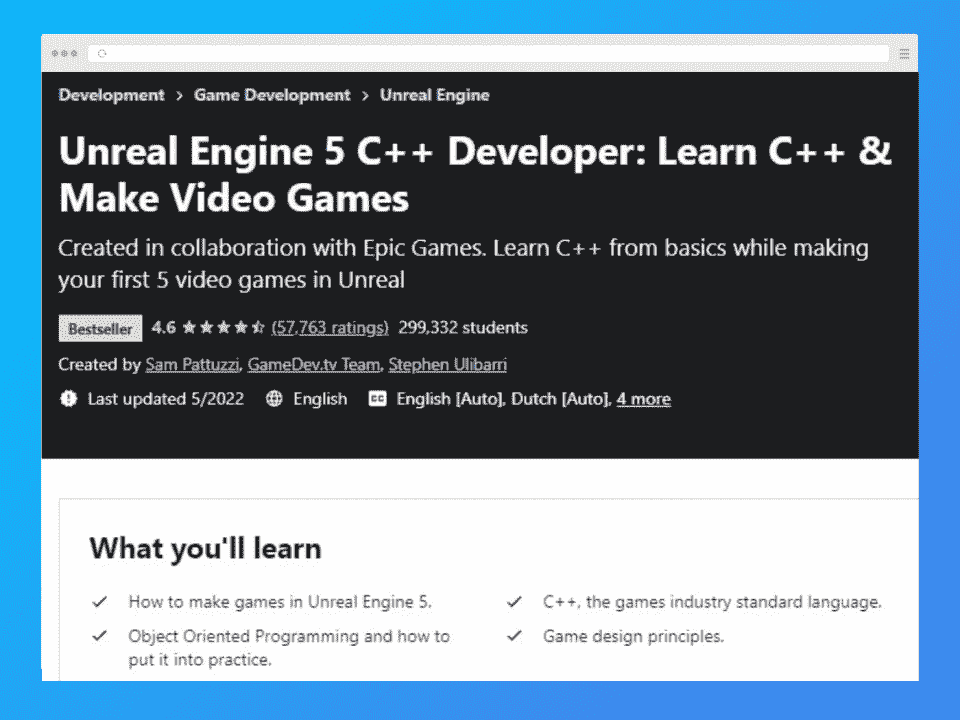 Development > Game Development > Unreal Engine
Unreal Engine 5 C++ Developer: Learn C++ &
Make Video Games
Created in collaboration with Epic Games. Learn C++ from basics while making
your first 5 video games in Unreal
Bestseller 4.6 (57,763 ratings) 299,332 students
Created by Sam Pattuzzi, GameDev.tv Team, Stephen Ulibarri
Last updated 5/2022 English CC English [Auto], Dutch [Auto], 4 more
What you'll learn
How to make games in Unreal Engine 5.
C++, the games industry standard language.
Object Oriented Programming and how to
put it into practice.
Game design principles.